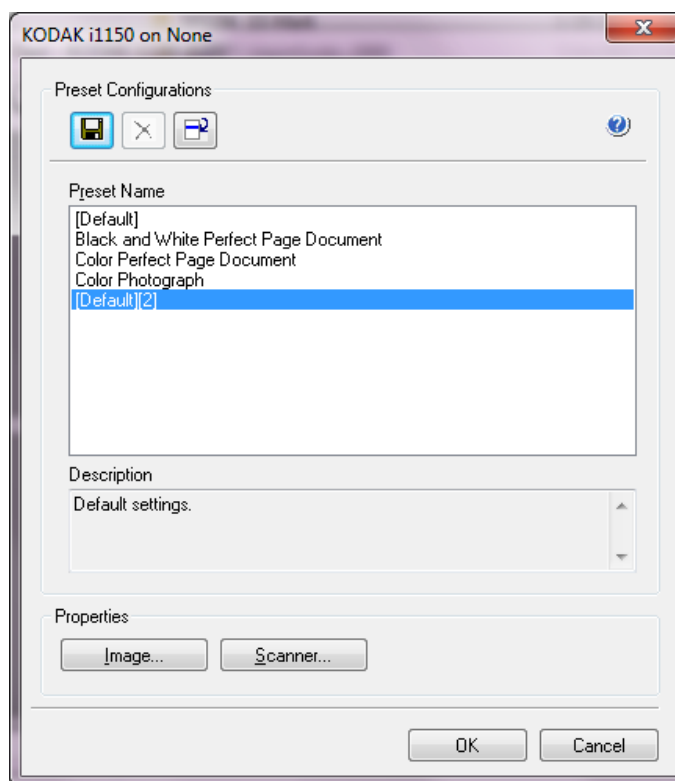 KODAK i1150 on None
Preset Configurations
Preset Name
[Default]
Black and White Perfect Page Document
Color Perfect Page Document
Color Photograph
[Default][2]
Description
Default settings.
Properties
Image...
Scanner...
OK
Cancel